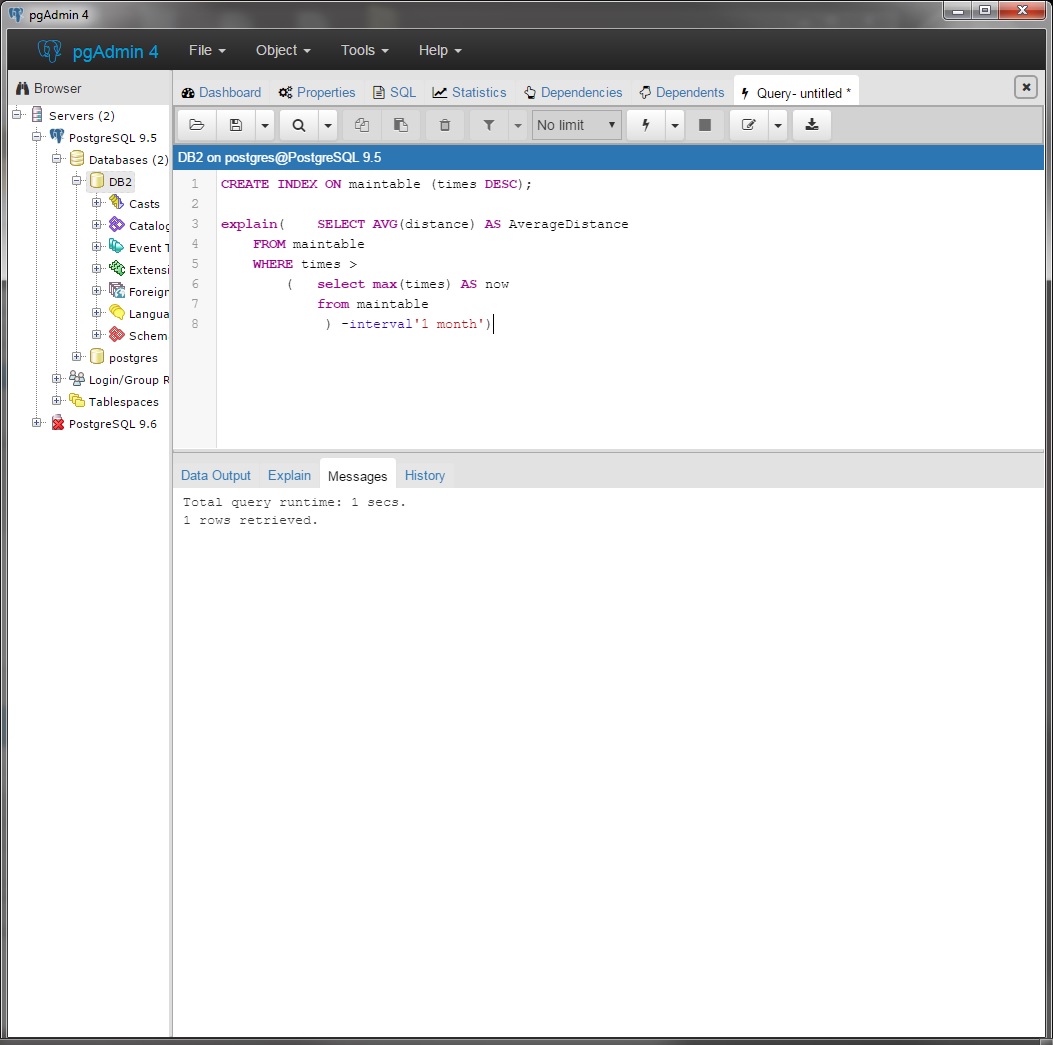 pgAdmin 4
pgAdmin 4 File Object Tools Help
Browser
Servers (2)
PostgreSQL 9.5
Databases (2)
DB2
Casts
Catalog
Event T
Extensi
Foreign
Langua
Schem
postgres
Login/Group R
Tablespaces
PostgreSQL 9.6
Dashboard Properties SQL Statistics Dependencies Dependents Query- untitled *
No limit
DB2 on postgres@PostgreSQL 9.5
1 CREATE INDEX ON maintable (times DESC);
2
3 explain( SELECT AVG(distance) AS AverageDistance
4 FROM maintable
5 WHERE times >
6 ( select max(times) AS now
7 from maintable
8 ) -interval'1 month')
Data Output Explain Messages History
Total query runtime: 1 secs.
1 rows retrieved.